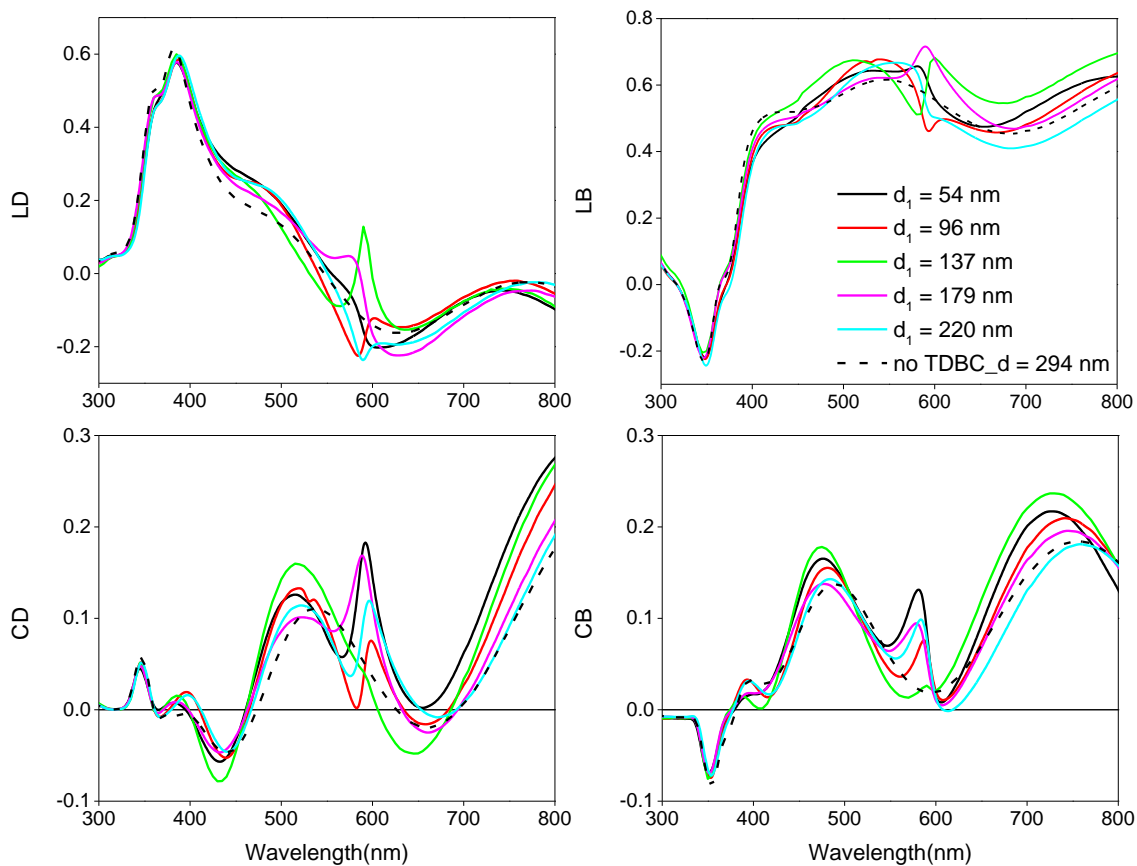 LD
0.6
0.4
0.2
0.0
-0.2
300 400 500 600 700 800
LB
0.8
0.6
0.4
0.2
0.0
-0.2
300 400 500 600 700 800
d₁ = 54 nm
d₁ = 96 nm
d₁ = 137 nm
d₁ = 179 nm
d₁ = 220 nm
no TDBC_d = 294 nm
CD
0.3
0.2
0.1
0.0
-0.1
300 400 500 600 700 800
Wavelength(nm)
CB
0.3
0.2
0.1
0.0
-0.1
300 400 500 600 700 800
Wavelength(nm)